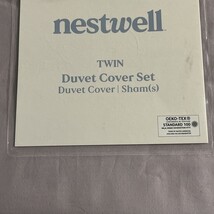 nestwell
TWIN
Duvet Cover Set
Duvet Cover | Sham(s)
OEKO-TEX®
STANDARD 100